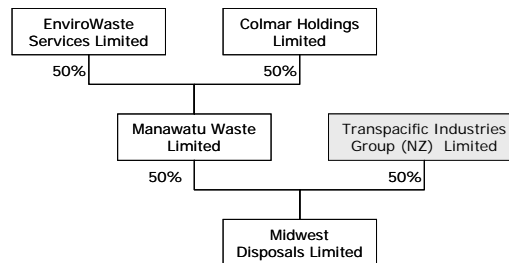 EnviroWaste
Services Limited
Colmar Holdings
Limited
50%
50%
Manawatu Waste
Limited
Transpacific Industries
Group (NZ) Limited
50%
50%
Midwest
Disposals Limited